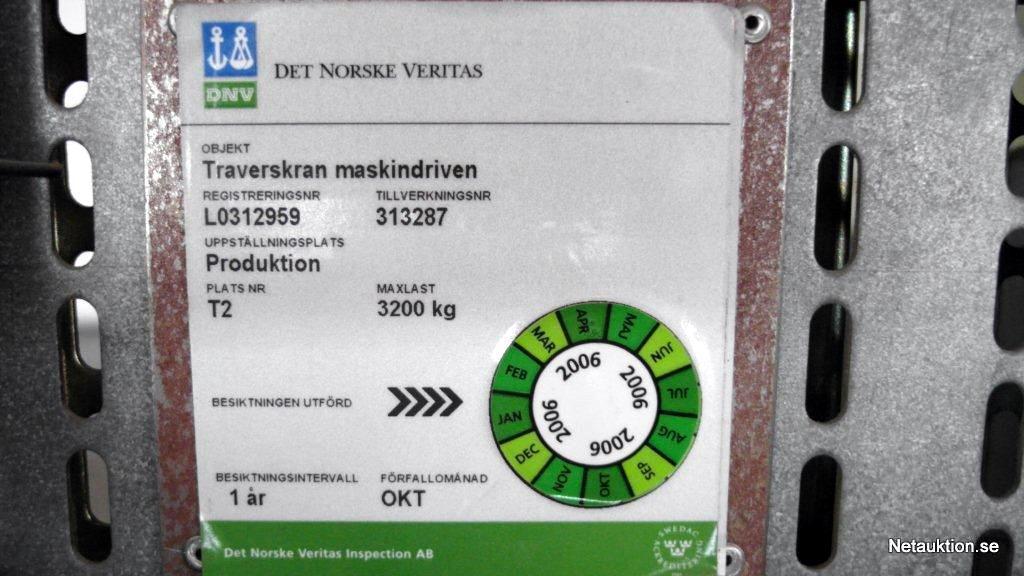 DNV
DET NORSKE VERITAS
OBJEKT
Traverskran maskindriven
REGISTRERINGSNR TILLVERKNINGSNR
L0312959 313287
UPPSTÄLLNINGSPLATS
Produktion
PLATS NR MAXLAST
T2 3200 kg
BESIKTNINGEN UTFÖRD
JAN
FEB
MAR
APR
MAJ
JUN
JUL
AUG
SEP
OKT
NOV
DEC
2006
2006
2006
2006
BESIKTNINGSINTERVALL FÖRFALLOMÅNAD
1 år OKT
Det Norske Veritas Inspection AB
SWEDAC ACKREDITERING
Netauktion.se